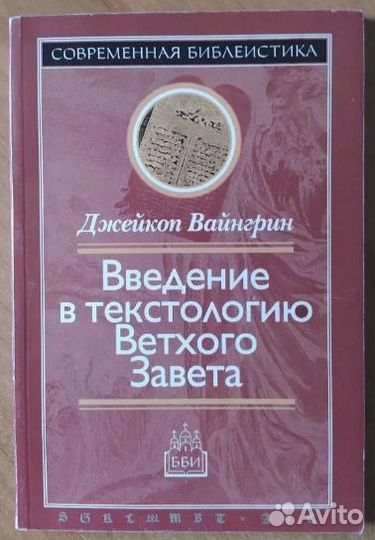 СОВРЕМЕННАЯ БИБЛЕИСТИКА
Джейкоп Вайнгрин
Введение
в текстологию
Ветхого
Завета
ББИ
Avito